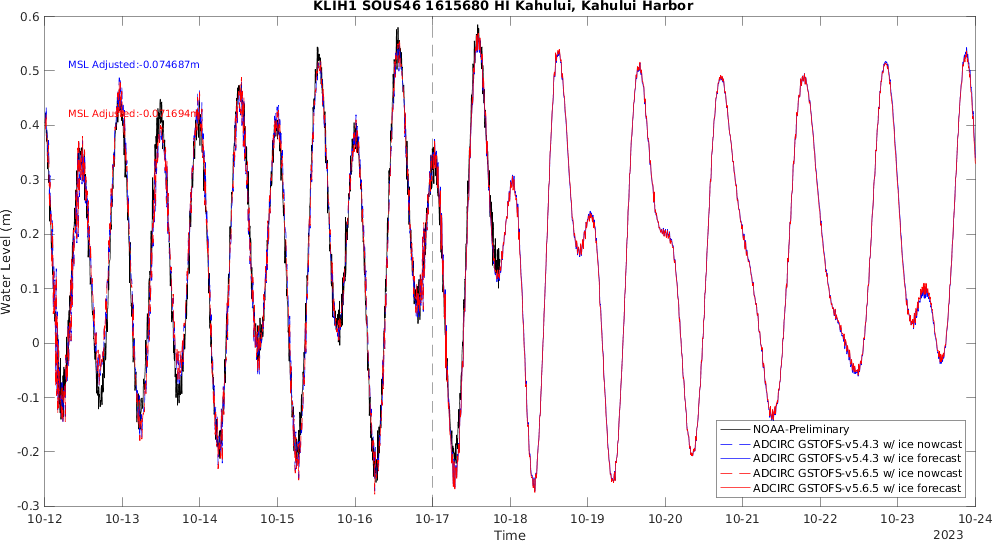 KLIH1 SOUS46 1615680 HI Kahului, Kahului Harbor
0.6
0.5
0.4
0.3
0.2
0.1
0
-0.1
-0.2
-0.3
Water Level (m)
MSL Adjusted:-0.074687m
MSL Adjusted:-0.071694m
NOAA-Preliminary
ADCIRC GSTOFS-v5.4.3 w/ ice nowcast
ADCIRC GSTOFS-v5.4.3 w/ ice forecast
ADCIRC GSTOFS-v5.6.5 w/ ice nowcast
ADCIRC GSTOFS-v5.6.5 w/ ice forecast
10-12 10-13 10-14 10-15 10-16 10-17 10-18 10-19 10-20 10-21 10-22 10-23 10-24
Time
2023